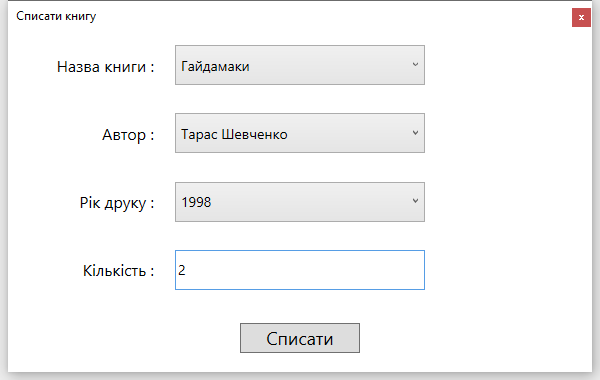 Списати книгу
x
Назва книги : Гайдамаки
Автор : Тарас Шевченко
Рік друку : 1998
Кількість : 2
Списати